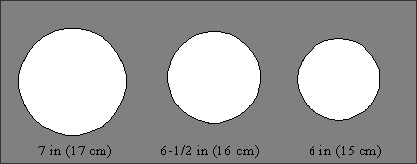 7 in (17 cm) 6-1/2 in (16 cm) 6 in (15 cm)